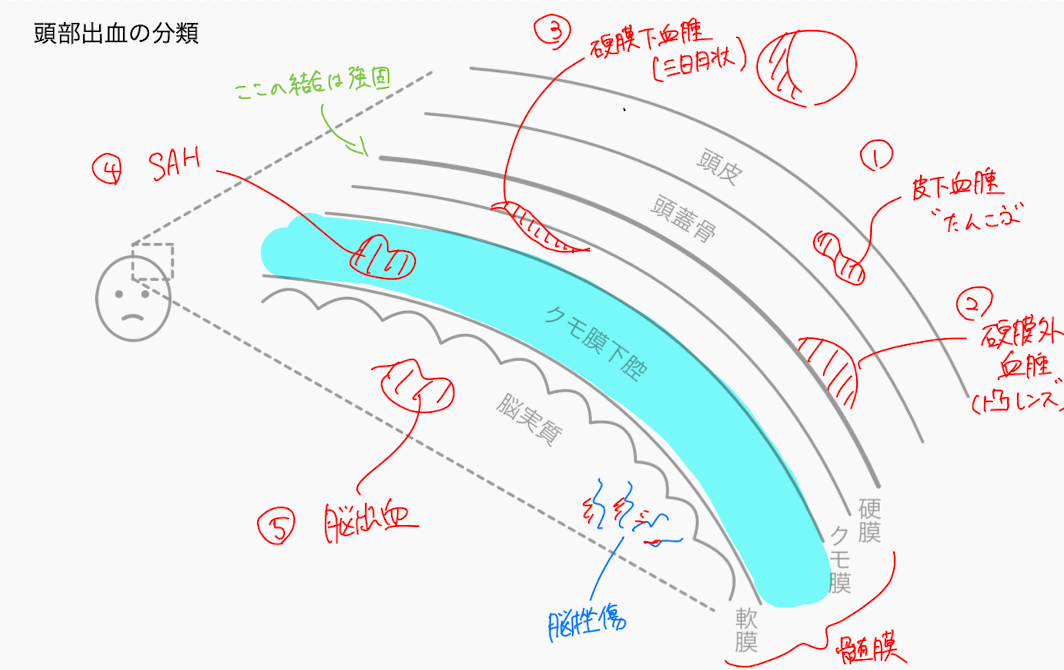 頭部出血の分類
③ 硬膜下血腫
(三日月状)
ここの結合は強固
④ SAH
頭皮
頭蓋骨
① 皮下血腫
"たんこぶ"
② 硬膜外
血腫
(凸レンズ)
クモ膜下腔
脳実質
⑤ 脳出血
脳挫傷
硬膜
クモ膜
軟膜
髄膜